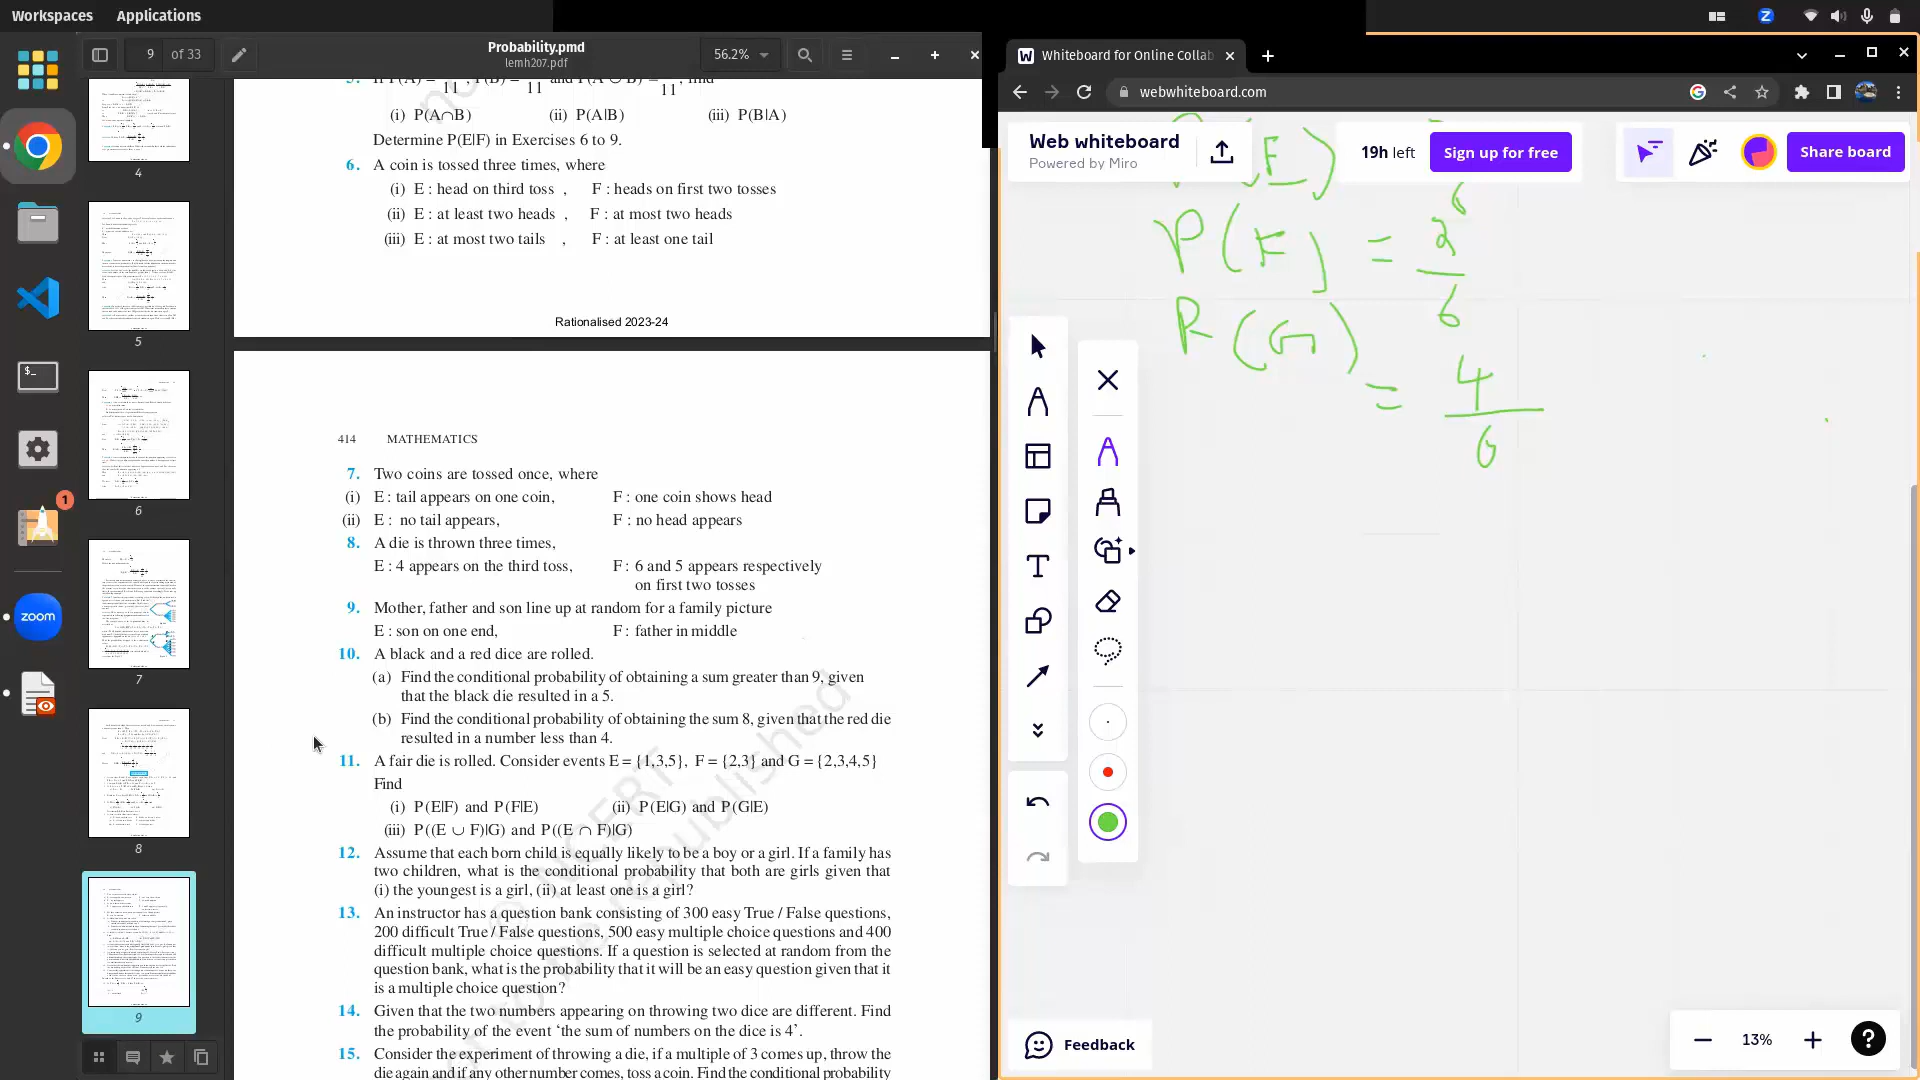 Workspaces Applications
9 of 33
Probability.pmd
lemh207.pdf
56.2%
4
5
6
7
8
9
11 11 11
(i) P(A∩B) (ii) P(A|B) (iii) P(B|A)
Determine P(E|F) in Exercises 6 to 9.
6. A coin is tossed three times, where
(i) E : head on third toss , F : heads on first two tosses
(ii) E : at least two heads , F : at most two heads
(iii) E : at most two tails , F : at least one tail
Rationalised 2023-24
414 MATHEMATICS
7. Two coins are tossed once, where
(i) E : tail appears on one coin, F : one coin shows head
(ii) E : no tail appears, F : no head appears
8. A die is thrown three times,
E : 4 appears on the third toss, F : 6 and 5 appears respectively
on first two tosses
9. Mother, father and son line up at random for a family picture
E : son on one end, F : father in middle
10. A black and a red dice are rolled.
(a) Find the conditional probability of obtaining a sum greater than 9, given
that the black die resulted in a 5.
(b) Find the conditional probability of obtaining the sum 8, given that the red die
resulted in a number less than 4.
11. A fair die is rolled. Consider events E = {1,3,5}, F = {2,3} and G = {2,3,4,5}
Find
(i) P(E|F) and P(F|E) (ii) P(E|G) and P(G|E)
(iii) P((E ∪ F)|G) and P((E ∩ F)|G)
12. Assume that each born child is equally likely to be a boy or a girl. If a family has
two children, what is the conditional probability that both are girls given that
(i) the youngest is a girl, (ii) at least one is a girl?
13. An instructor has a question bank consisting of 300 easy True / False questions,
200 difficult True / False questions, 500 easy multiple choice questions and 400
difficult multiple choice questions. If a question is selected at random from the
question bank, what is the probability that it will be an easy question given that it
is a multiple choice question?
14. Given that the two numbers appearing on throwing two dice are different. Find
the probability of the event ‘the sum of numbers on the dice is 4’.
15. Consider the experiment of throwing a die, if a multiple of 3 comes up, throw the
die again and if any other number comes, toss a coin. Find the conditional probability
© NCERT
zoom
1
Whiteboard for Online Collab
webwhiteboard.com
Web whiteboard
Powered by Miro
19h left
Sign up for free
Share board
(E)
P(F) = 2
6
(G)
= 4
6
Feedback
13%